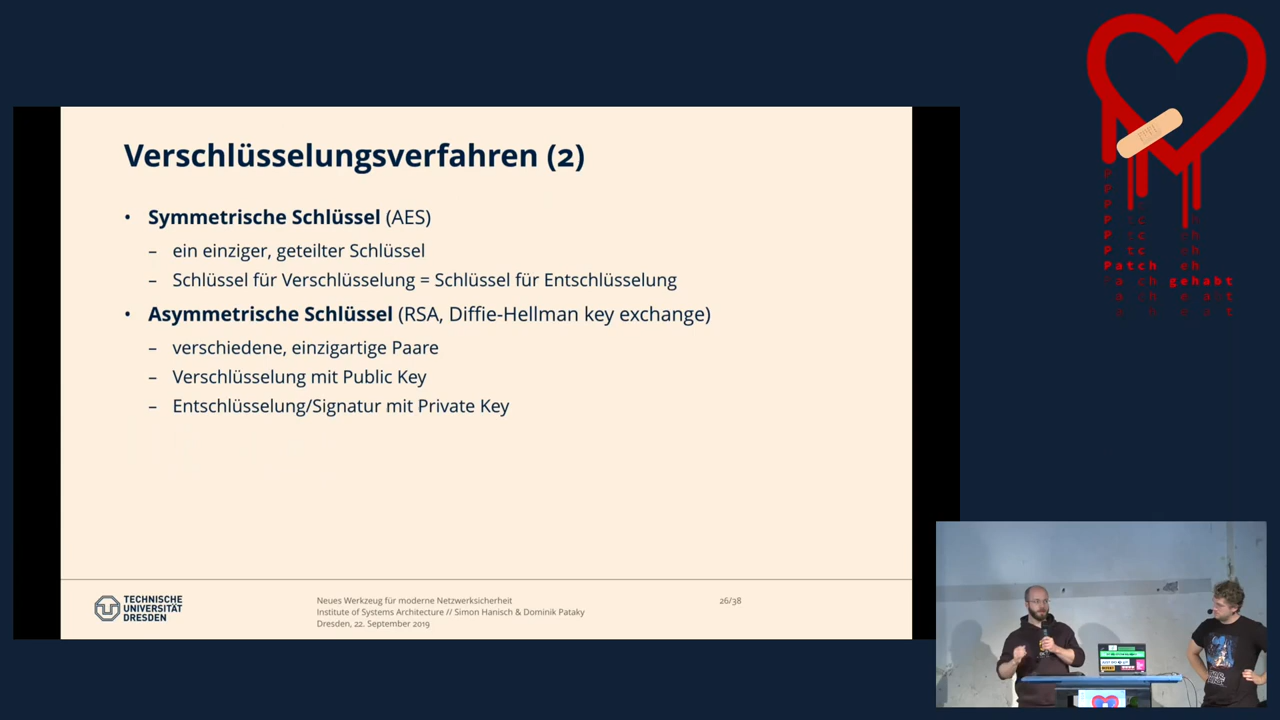 Verschlüsselungsverfahren (2)
• Symmetrische Schlüssel (AES)
– ein einziger, geteilter Schlüssel
– Schlüssel für Verschlüsselung = Schlüssel für Entschlüsselung
• Asymmetrische Schlüssel (RSA, Diffie-Hellman key exchange)
– verschiedene, einzigartige Paare
– Verschlüsselung mit Public Key
– Entschlüsselung/Signatur mit Private Key
TECHNISCHE
UNIVERSITÄT
DRESDEN
Neues Werkzeug für moderne Netzwerksicherheit
Institute of Systems Architecture // Simon Hanisch & Dominik Pataky
Dresden, 22. September 2019
26/38
Patch
gehabt